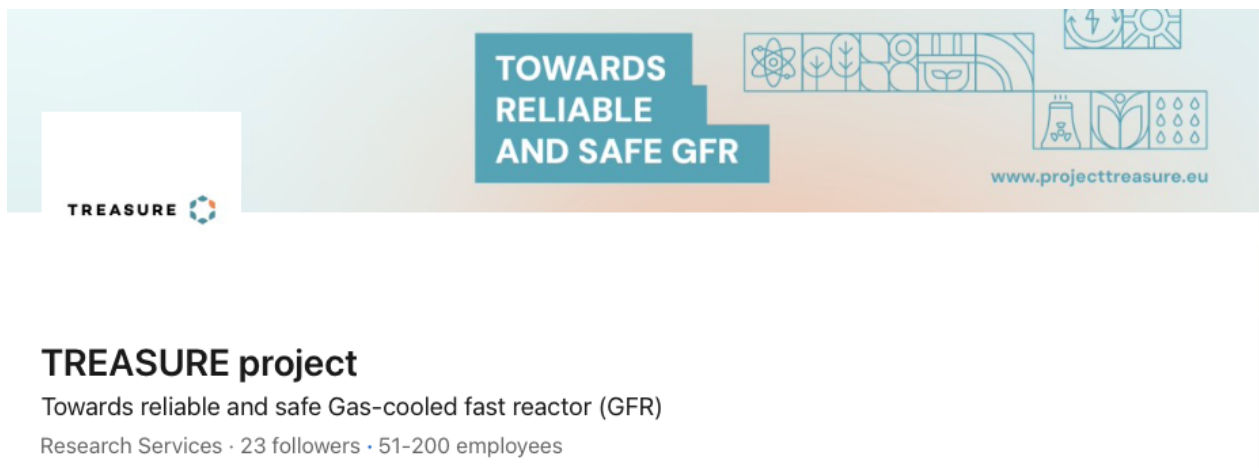 TOWARDS
RELIABLE
AND SAFE GFR
www.projecttreasure.eu
TREASURE
TREASURE project
Towards reliable and safe Gas-cooled fast reactor (GFR)
Research Services · 23 followers · 51-200 employees